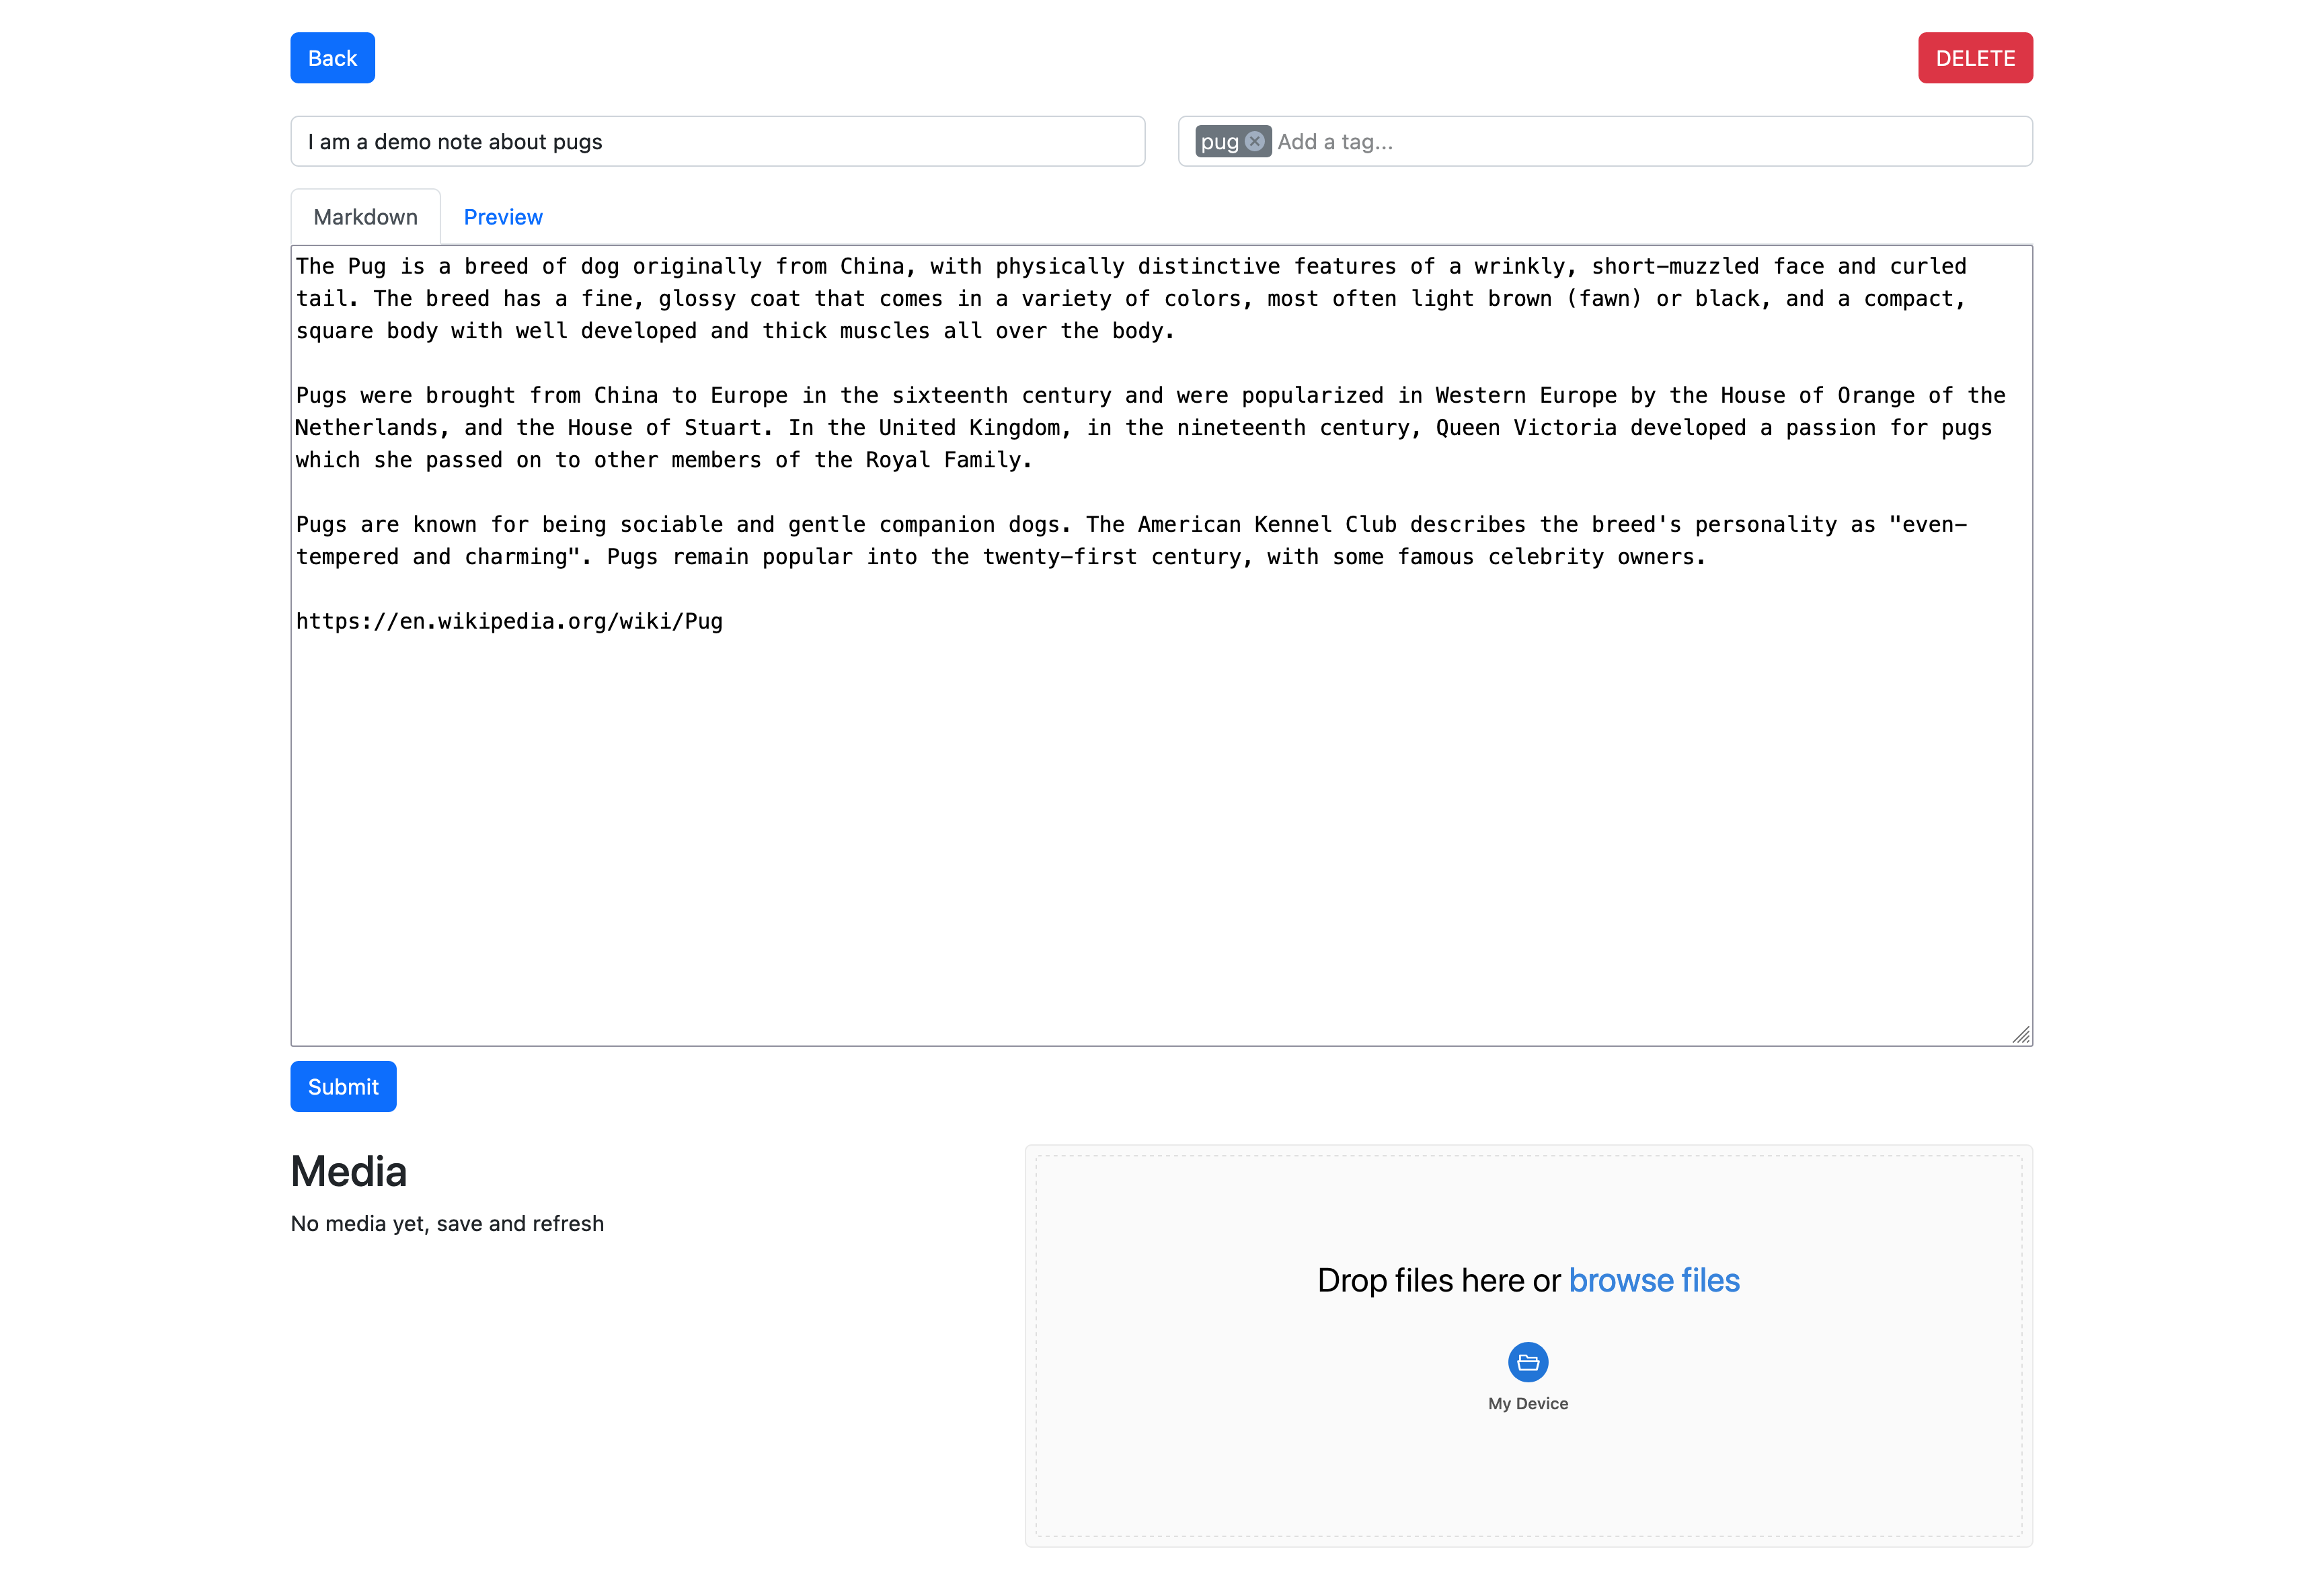 Back
DELETE
I am a demo note about pugs
pug Add a tag...
Markdown
Preview
The Pug is a breed of dog originally from China, with physically distinctive features of a wrinkly, short-muzzled face and curled
tail. The breed has a fine, glossy coat that comes in a variety of colors, most often light brown (fawn) or black, and a compact,
square body with well developed and thick muscles all over the body.
Pugs were brought from China to Europe in the sixteenth century and were popularized in Western Europe by the House of Orange of the
Netherlands, and the House of Stuart. In the United Kingdom, in the nineteenth century, Queen Victoria developed a passion for pugs
which she passed on to other members of the Royal Family.
Pugs are known for being sociable and gentle companion dogs. The American Kennel Club describes the breed's personality as "even-
tempered and charming". Pugs remain popular into the twenty-first century, with some famous celebrity owners.
https://en.wikipedia.org/wiki/Pug
Submit
Media
No media yet, save and refresh
Drop files here or browse files
My Device